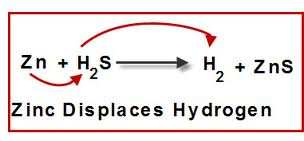 Zn + H₂S ⟶ H₂ + ZnS
Zinc Displaces Hydrogen